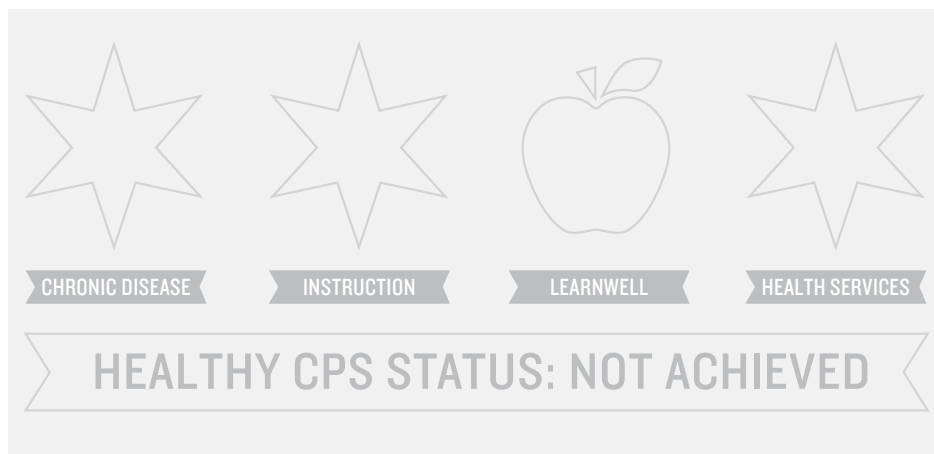 CHRONIC DISEASE
INSTRUCTION
LEARNWELL
HEALTH SERVICES
HEALTHY CPS STATUS: NOT ACHIEVED